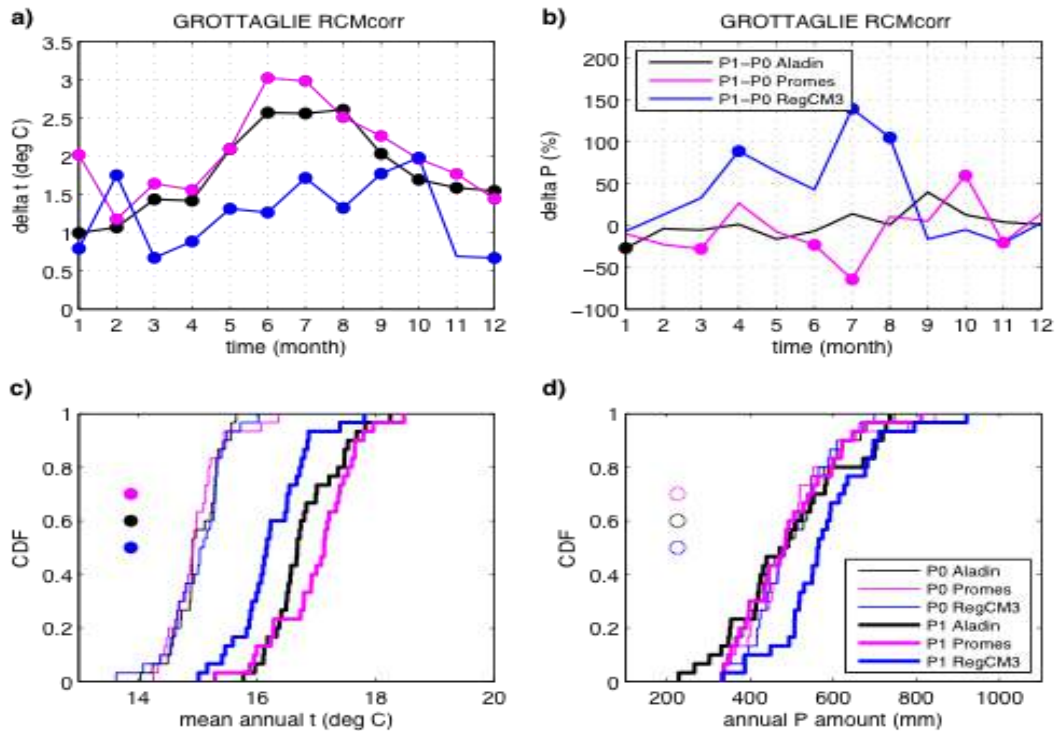 a) GROTTAGLIE RCMcorr
3.5
3
2.5
2
1.5
1
0.5
0
delta t (deg C)
1 2 3 4 5 6 7 8 9 10 11 12
time (month)
b) GROTTAGLIE RCMcorr
P1−P0 Aladin
P1−P0 Promes
P1−P0 RegCM3
200
150
100
50
0
−50
−100
delta P (%)
1 2 3 4 5 6 7 8 9 10 11 12
time (month)
c)
1
0.8
0.6
0.4
0.2
0
CDF
14 16 18 20
mean annual t (deg C)
d)
1
0.8
0.6
0.4
0.2
0
CDF
P0 Aladin
P0 Promes
P0 RegCM3
P1 Aladin
P1 Promes
P1 RegCM3
200 400 600 800 1000
annual P amount (mm)